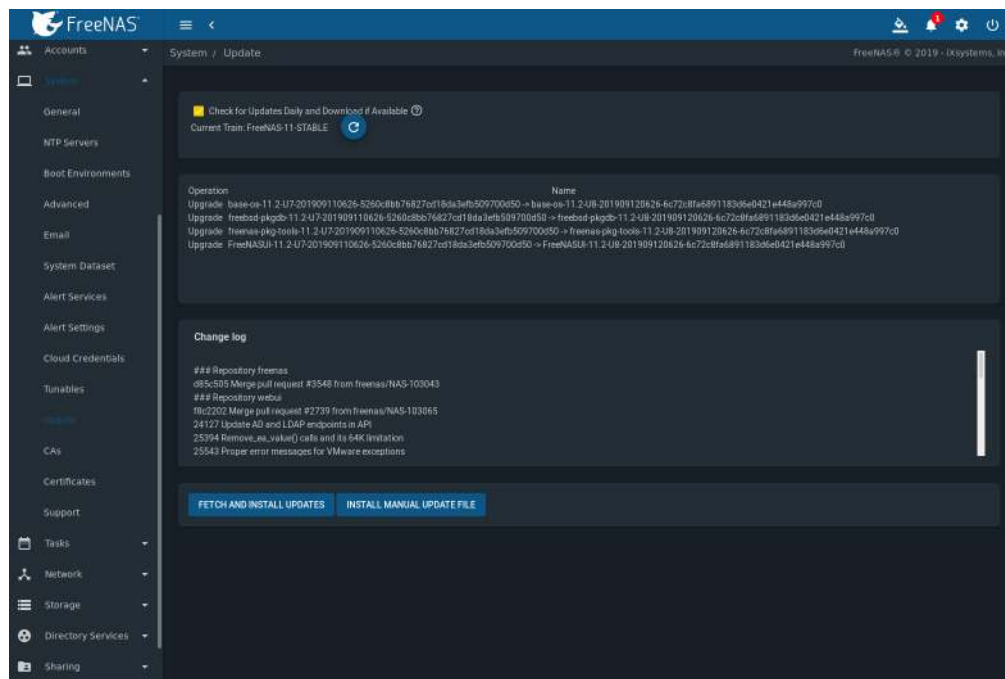 FreeNAS
1
Accounts
System / Update
FreeNAS® © 2019 - iXsystems, In
System
General
NTP Servers
Boot Environments
Advanced
Email
System Dataset
Alert Services
Alert Settings
Cloud Credentials
Tunables
Update
CAs
Certificates
Support
Tasks
Network
Storage
Directory Services
Sharing
Check for Updates Daily and Download if Available
Current Train: FreeNAS-11-STABLE
Operation Name
Upgrade base-os-11.2-U7-201909110626-5260c8bb76827cd18da3efb509700d50 -> base-os-11.2-U8-201909120626-6c72c8fa6891183d6e0421e448a997c0
Upgrade freebsd-pkgdb-11.2-U7-201909110626-5260c8bb76827cd18da3efb509700d50 -> freebsd-pkgdb-11.2-U8-201909120626-6c72c8fa6891183d6e0421e448a997c0
Upgrade freenas-pkg-tools-11.2-U7-201909110626-5260c8bb76827cd18da3efb509700d50 -> freenas-pkg-tools-11.2-U8-201909120626-6c72c8fa6891183d6e0421e448a997c0
Upgrade FreeNASUI-11.2-U7-201909110626-5260c8bb76827cd18da3efb509700d50 -> FreeNASUI-11.2-U8-201909120626-6c72c8fa6891183d6e0421e448a997c0
Change log
### Repository freenas
d85c505 Merge pull request #3548 from freenas/NAS-103043
### Repository webui
f8c2202 Merge pull request #2739 from freenas/NAS-103065
24127 Update AD and LDAP endpoints in API
25394 Remove_ea_value() calls and its 64K limitation
25543 Proper error messages for VMware exceptions
FETCH AND INSTALL UPDATES
INSTALL MANUAL UPDATE FILE